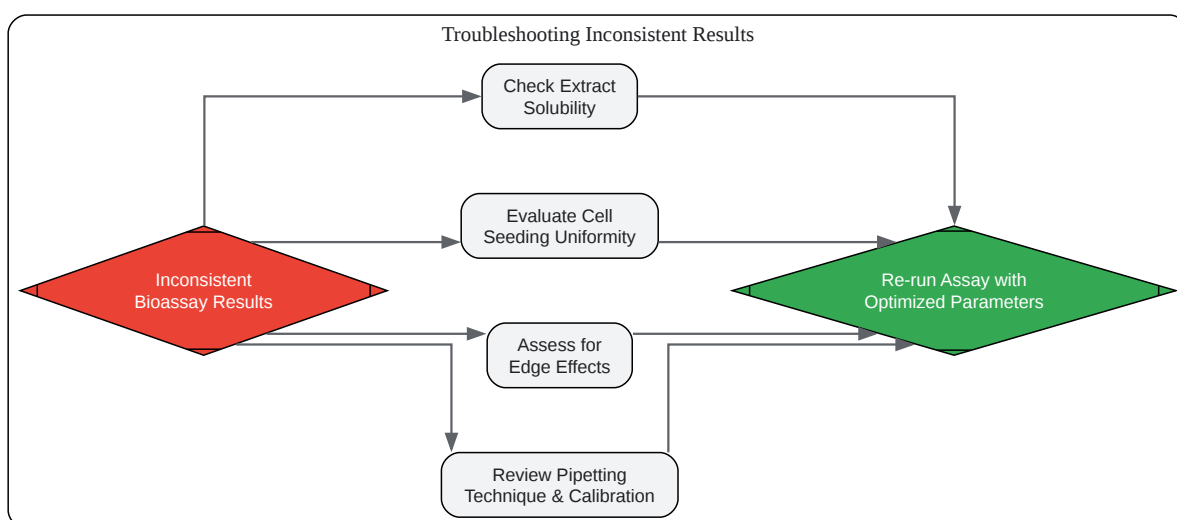 Troubleshooting Inconsistent Results
Check Extract
Solubility
Evaluate Cell
Seeding Uniformity
Inconsistent
Bioassay Results
Re-run Assay with
Optimized Parameters
Assess for
Edge Effects
Review Pipetting
Technique & Calibration